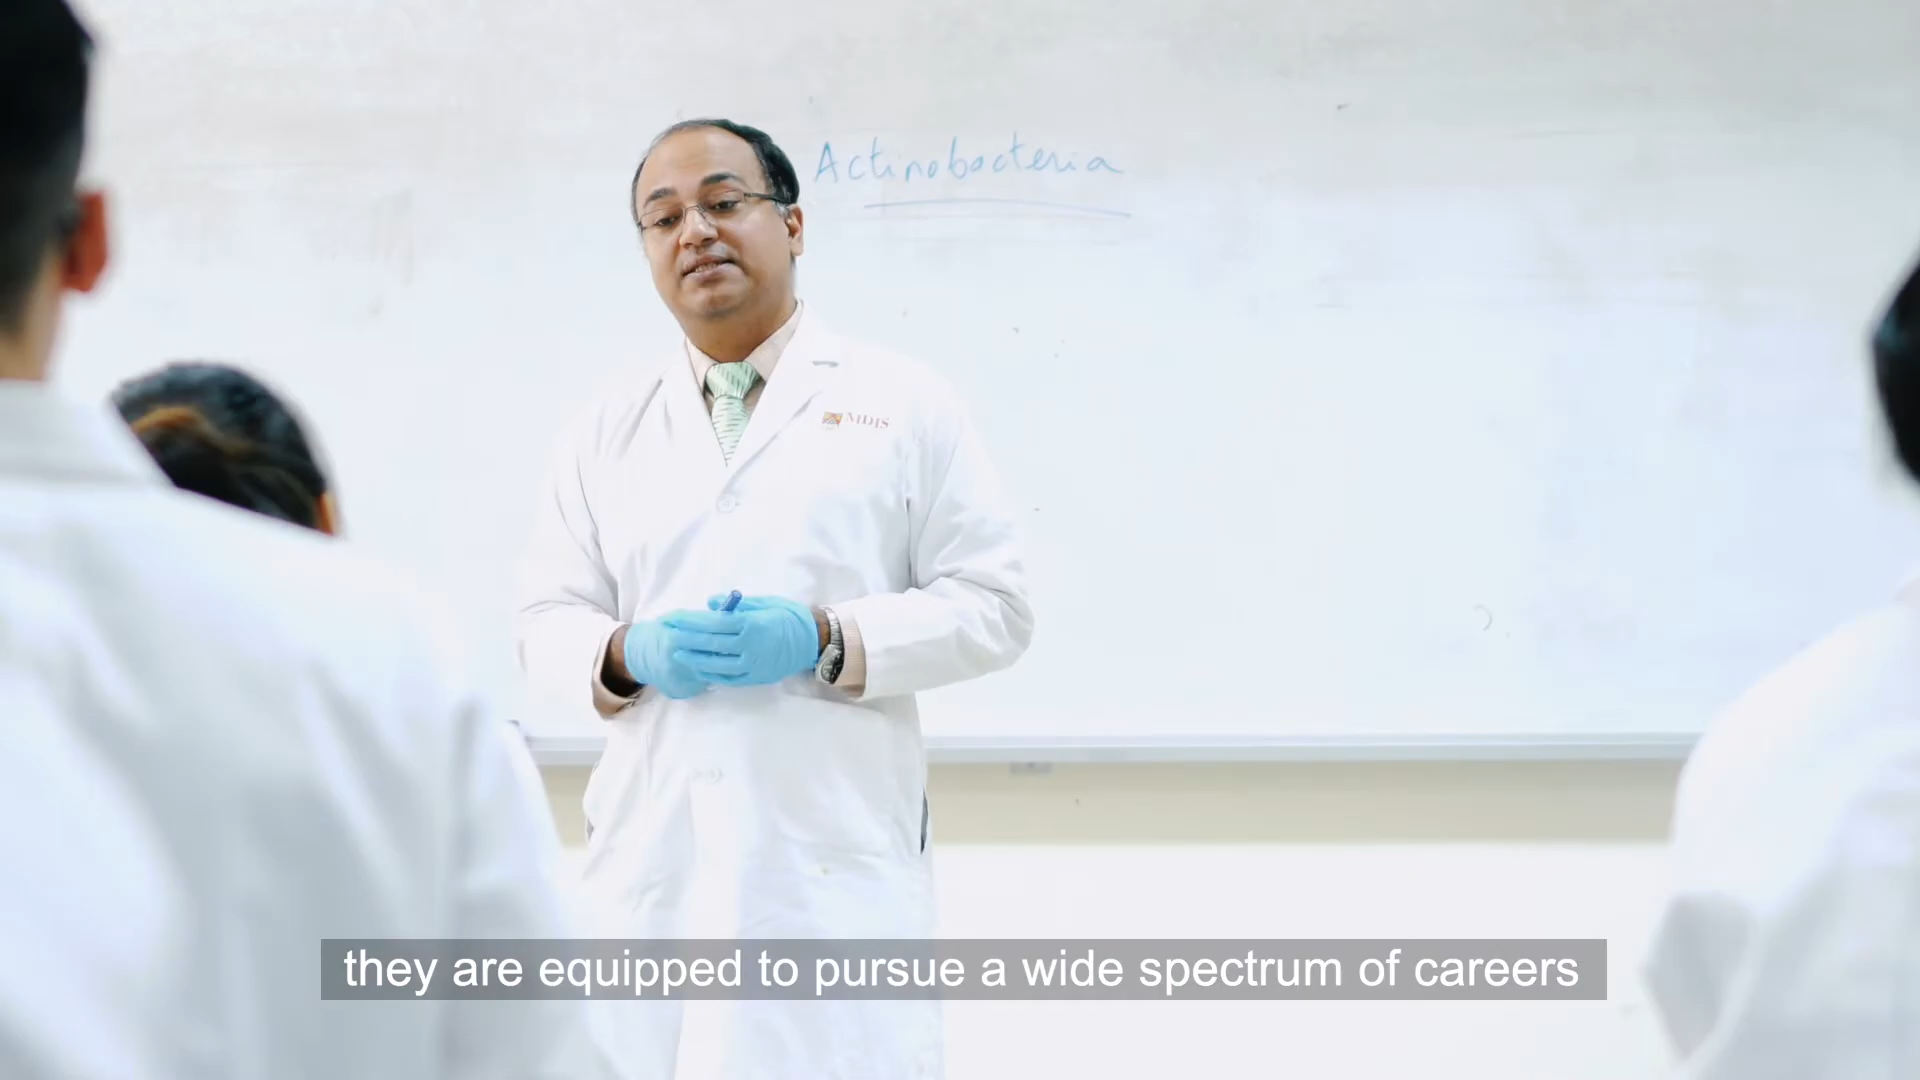 Actinobacteria
MDIS
they are equipped to pursue a wide spectrum of careers